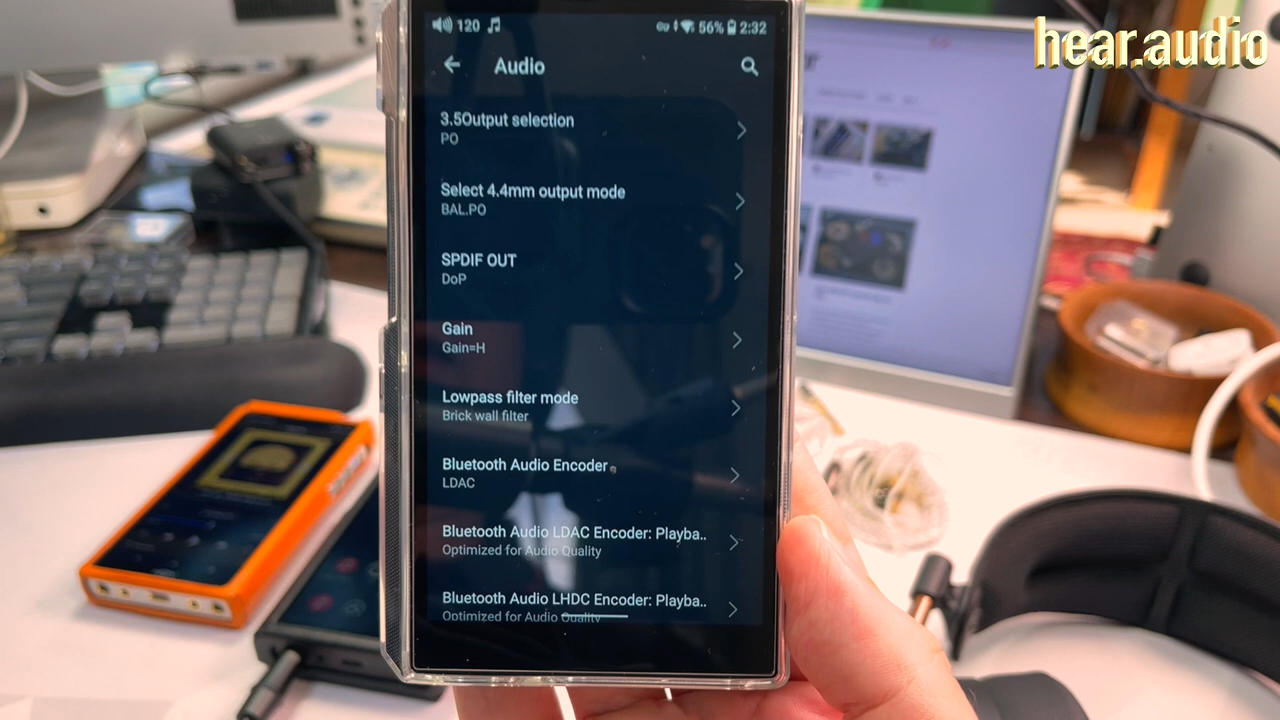 hear.audio
120 56% 2:32
Audio
3.5Output selection
PO
Select 4.4mm output mode
BAL.PO
SPDIF OUT
DoP
Gain
Gain=H
Lowpass filter mode
Brick wall filter
Bluetooth Audio Encoder
LDAC
Bluetooth Audio LDAC Encoder: Playba..
Optimized for Audio Quality
Bluetooth Audio LHDC Encoder: Playba..
Optimized for Audio Quality